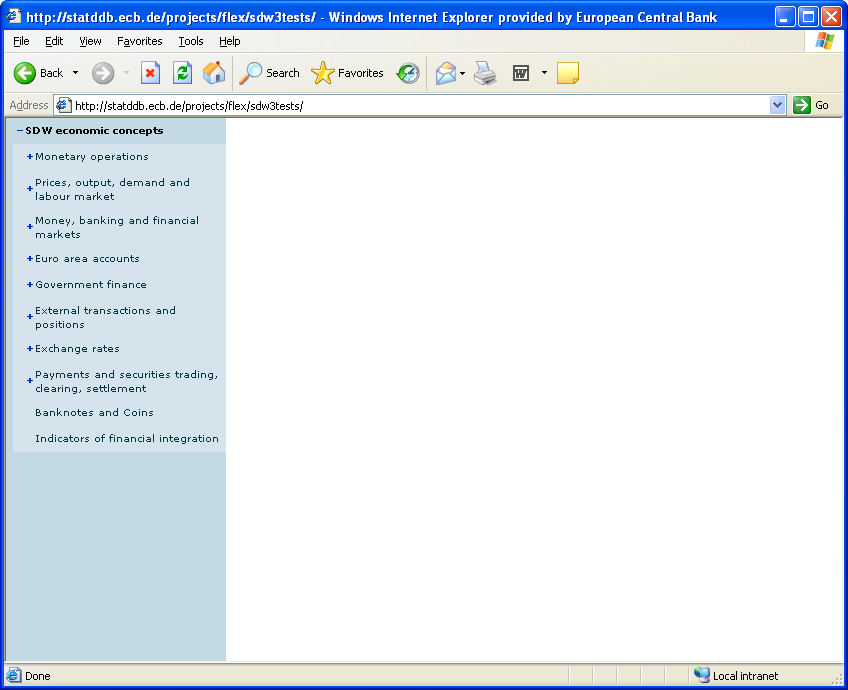 http://statddb.ecb.de/projects/flex/sdw3tests/ - Windows Internet Explorer provided by European Central Bank
File Edit View Favorites Tools Help
Back Search Favorites W
Address http://statddb.ecb.de/projects/flex/sdw3tests/ Go
−SDW economic concepts
+Monetary operations
+Prices, output, demand and
labour market
+Money, banking and financial
markets
+Euro area accounts
+Government finance
+External transactions and
positions
+Exchange rates
+Payments and securities trading,
clearing, settlement
Banknotes and Coins
Indicators of financial integration
Done Local intranet